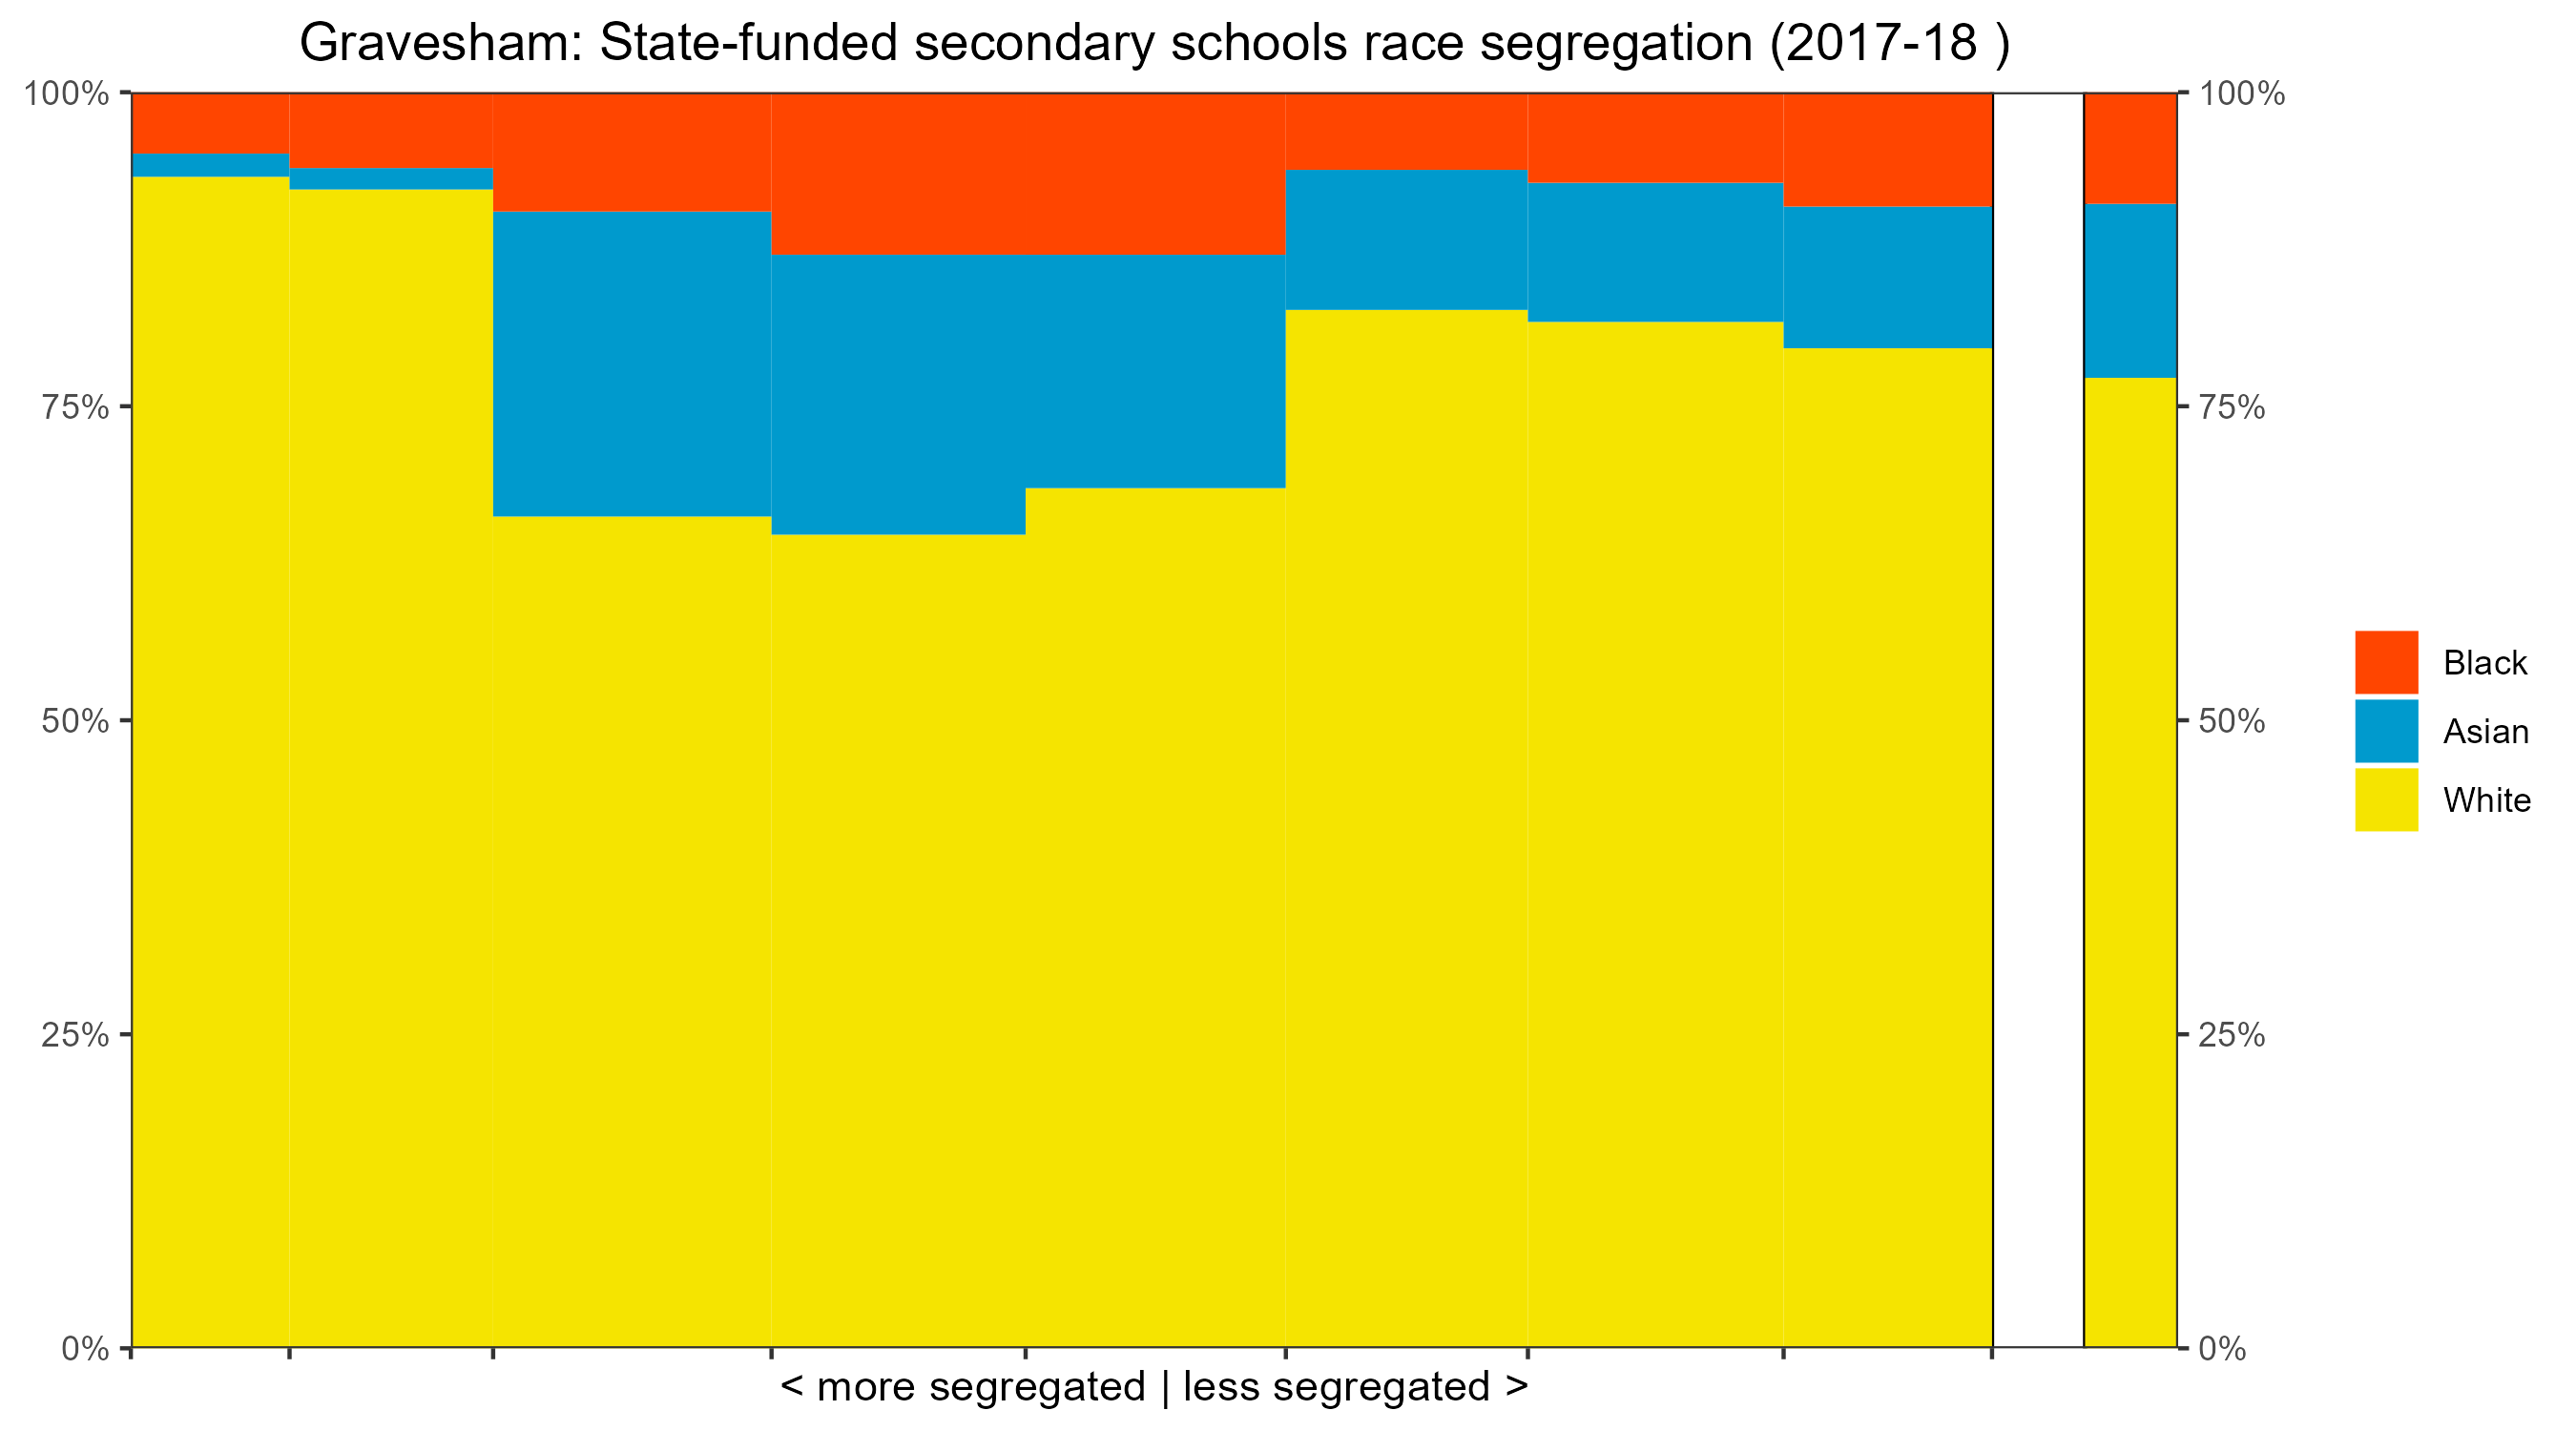 Gravesham: State-funded secondary schools race segregation (2017-18 )
100%
75%
50%
25%
0%
100%
75%
50%
25%
0%
Black
Asian
White
< more segregated | less segregated >